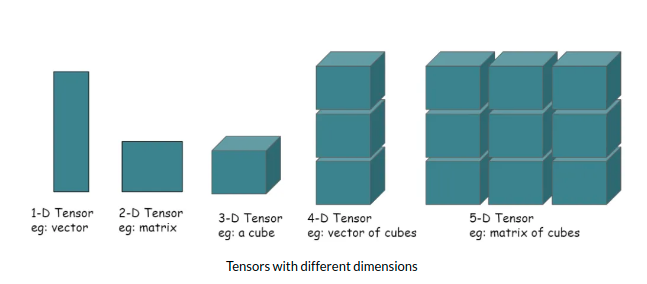 1-D Tensor
eg: vector
2-D Tensor
eg: matrix
3-D Tensor
eg: a cube
4-D Tensor
eg: vector of cubes
5-D Tensor
eg: matrix of cubes
Tensors with different dimensions